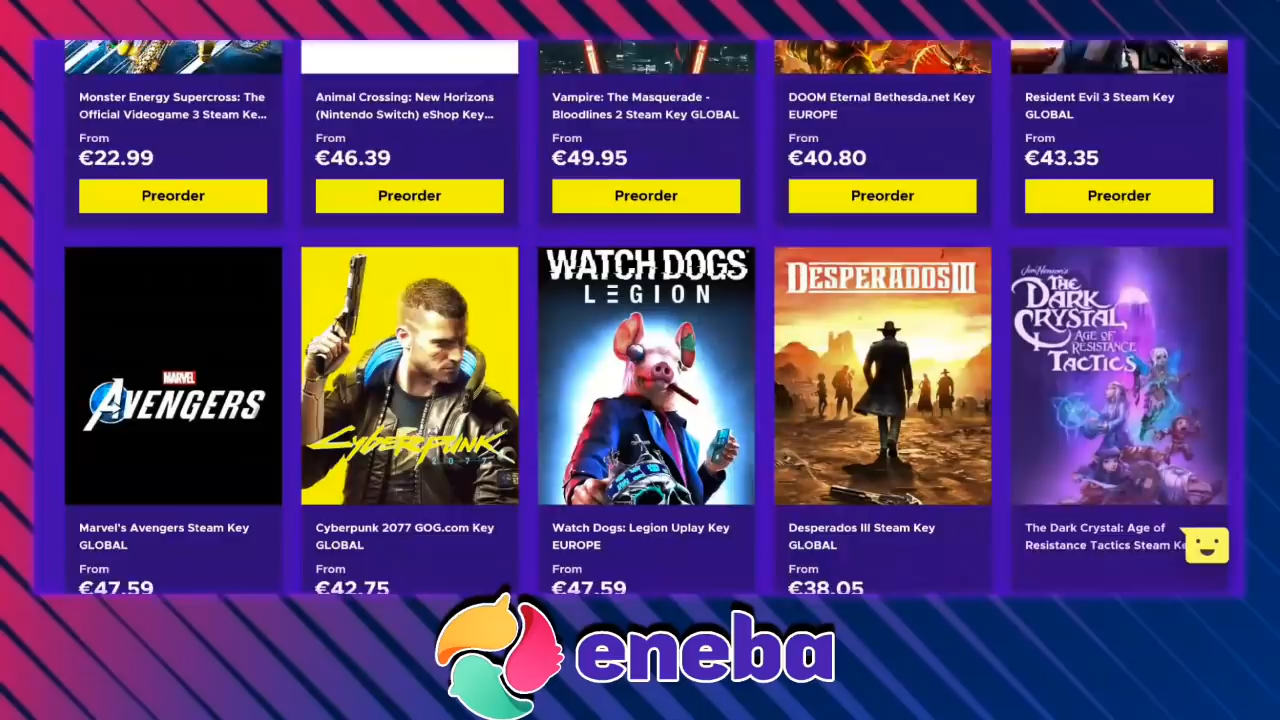 Monster Energy Supercross: The
Official Videogame 3 Steam Ke...
From
€22.99
Preorder
Animal Crossing: New Horizons
(Nintendo Switch) eShop Key...
From
€46.39
Preorder
Vampire: The Masquerade -
Bloodlines 2 Steam Key GLOBAL
From
€49.95
Preorder
DOOM Eternal Bethesda.net Key
EUROPE
From
€40.80
Preorder
Resident Evil 3 Steam Key
GLOBAL
From
€43.35
Preorder
MARVEL
AVENGERS
Marvel's Avengers Steam Key
GLOBAL
From
€47.59
Cyberpunk
2077
Cyberpunk 2077 GOG.com Key
GLOBAL
From
€42.75
WATCH DOGS
LEGION
Watch Dogs: Legion Uplay Key
EUROPE
From
€47.59
DESPERADOS III
Desperados III Steam Key
GLOBAL
From
€38.05
Jim Henson's
THE
DARK
CRYSTAL
AGE OF
RESISTANCE
TACTICS
The Dark Crystal: Age of
Resistance Tactics Steam
eneba